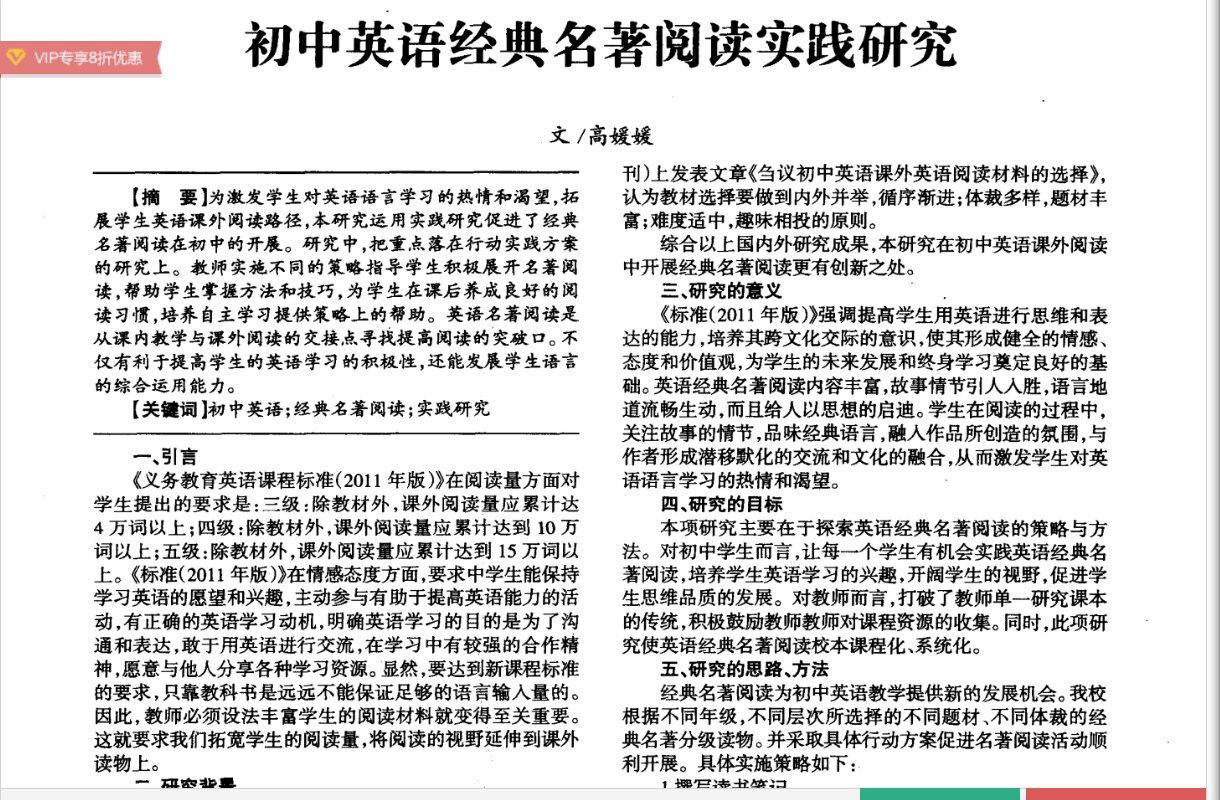 初中英语经典名著阅读实践研究
VIP专享8折优惠
文/高媛媛
【摘 要】为激发学生对英语语言学习的热情和渴望,拓
展学生英语课外阅读路径,本研究运用实践研究促进了经典
名著阅读在初中的开展。研究中,把重点落在行动实践方案
的研究上。教师实施不同的策略指导学生积极展开名著阅
读,帮助学生掌握方法和技巧,为学生在课后养成良好的阅
读习惯,培养自主学习提供策略上的帮助。英语名著阅读是
从课内教学与课外阅读的交接点寻找提高阅读的突破口。不
仅有利于提高学生的英语学习的积极性,还能发展学生语言
的综合运用能力。
【关键词】初中英语;经典名著阅读;实践研究
一、引言
《义务教育英语课程标准(2011年版)》在阅读量方面对
学生提出的要求是:三级:除教材外,课外阅读量应累计达
4万词以上;四级:除教材外,课外阅读量应累计达到10万
词以上;五级:除教材外,课外阅读量应累计达到15万词以
上。《标准(2011年版)》在情感态度方面,要求中学生能保持
学习英语的愿望和兴趣,主动参与有助于提高英语能力的活
动,有正确的英语学习动机,明确英语学习的目的是为了沟
通和表达,敢于用英语进行交流,在学习中有较强的合作精
神,愿意与他人分享各种学习资源。显然,要达到新课程标准
的要求,只靠教科书是远远不能保证足够的语言输入量的。
因此,教师必须设法丰富学生的阅读材料就变得至关重要。
这就要求我们拓宽学生的阅读量,将阅读的视野延伸到课外
读物上。
二、研究背景
刊)上发表文章《刍议初中英语课外英语阅读材料的选择》,
认为教材选择要做到内外并举,循序渐进;体裁多样,题材丰
富;难度适中,趣味相投的原则。
综合以上国内外研究成果,本研究在初中英语课外阅读
中开展经典名著阅读更有创新之处。
三、研究的意义
《标准(2011年版)》强调提高学生用英语进行思维和表
达的能力,培养其跨文化交际的意识,使其形成健全的情感、
态度和价值观,为学生的未来发展和终身学习奠定良好的基
础。英语经典名著阅读内容丰富,故事情节引人入胜,语言地
道流畅生动,而且给人以思想的启迪。学生在阅读的过程中,
关注故事的情节,品味经典语言,融人作品所创造的氛围,与
作者形成潜移默化的交流和文化的融合,从而激发学生对英
语语言学习的热情和渴望。
四、研究的目标
本项研究主要在于探索英语经典名著阅读的策略与方
法。对初中学生而言,让每一个学生有机会实践英语经典名
著阅读,培养学生英语学习的兴趣,开阔学生的视野,促进学
生思维品质的发展。对教师而言,打破了教师单一研究课本
的传统,积极鼓励教师教师对课程资源的收集。同时,此项研
究使英语经典名著阅读校本课程化、系统化。
五、研究的思路、方法
经典名著阅读为初中英语教学提供新的发展机会。我校
根据不同年级,不同层次所选择的不同题材、不同体裁的经
典名著分级读物。并采取具体行动方案促进名著阅读活动顺
利开展。具体实施策略如下:
1.撰写读书笔记